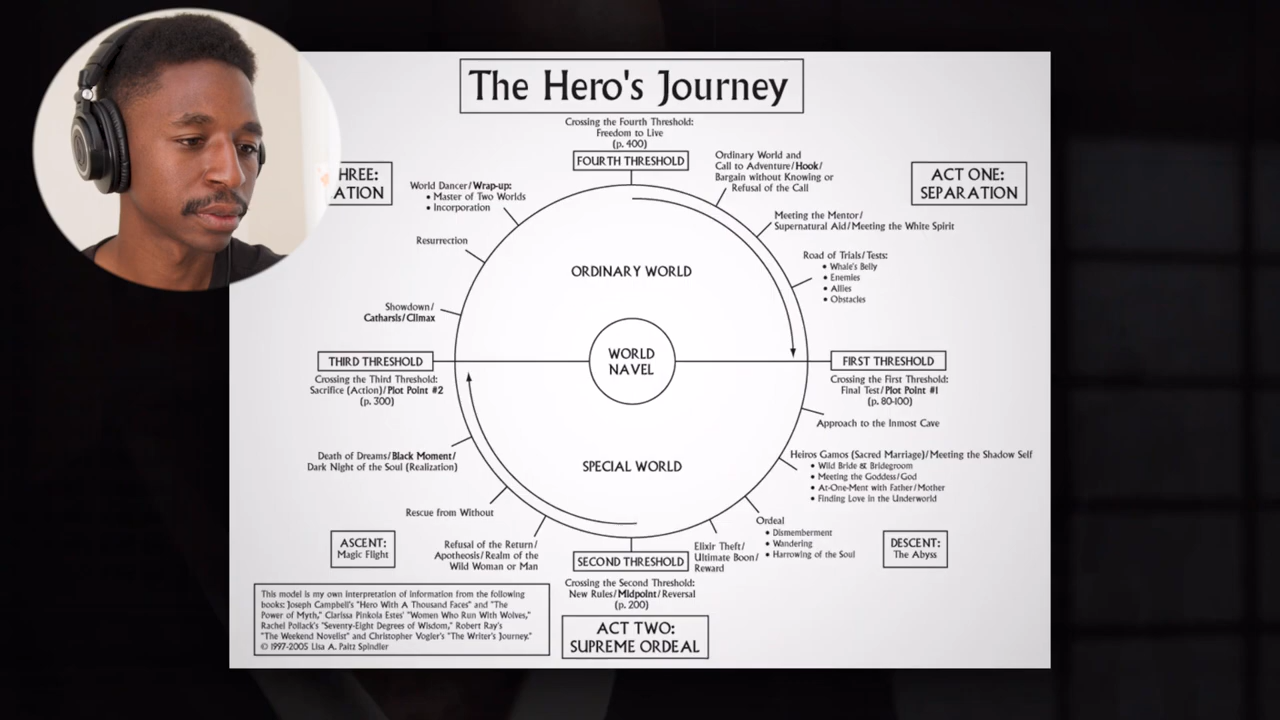 The Hero's Journey
Crossing the Fourth Threshold:
Freedom to Live
(p. 400)
FOURTH THRESHOLD
Ordinary World and
Call to Adventure/Hook/
Bargain without Knowing or
Refusal of the Call
ACT ONE:
SEPARATION
HREE:
ATION
World Dancer/Wrap-up:
• Master of Two Worlds
• Incorporation
Meeting the Mentor/
Supernatural Aid/Meeting the White Spirit
Resurrection
Road of Trials/Tests:
• Whale's Belly
• Enemies
• Allies
• Obstacles
ORDINARY WORLD
Showdown/
Catharsis/Climax
WORLD
NAVEL
THIRD THRESHOLD
Crossing the Third Threshold:
Sacrifice (Action)/Plot Point #2
(p. 300)
FIRST THRESHOLD
Crossing the First Threshold:
Final Test/Plot Point #1
(p. 80-100)
Approach to the Inmost Cave
Death of Dreams/Black Moment/
Dark Night of the Soul (Realization)
SPECIAL WORLD
Heiros Gamos (Sacred Marriage)/Meeting the Shadow Self
• Wild Bride & Bridegroom
• Meeting the Goddess/God
• At-One-Ment with Father/Mother
• Finding Love in the Underworld
Rescue from Without
Ordeal
• Dismemberment
• Wandering
• Harrowing of the Soul
ASCENT:
Magic Flight
Refusal of the Return/
Apotheosis/Realm of the
Wild Woman or Man
SECOND THRESHOLD
Elixir Theft/
Ultimate Boon/
Reward
DESCENT:
The Abyss
Crossing the Second Threshold:
New Rules/Midpoint/Reversal
(p. 200)
ACT TWO:
SUPREME ORDEAL
This model is my own interpretation of information from the following
books: Joseph Campbell's "Hero With A Thousand Faces" and "The
Power of Myth," Clarissa Pinkola Estes' "Women Who Run With Wolves,"
Rachel Pollack's "Seventy-Eight Degrees of Wisdom," Robert Ray's
"The Weekend Novelist" and Christopher Vogler's "The Writer's Journey."
© 1997-2005 Lisa A. Paitz Spindler